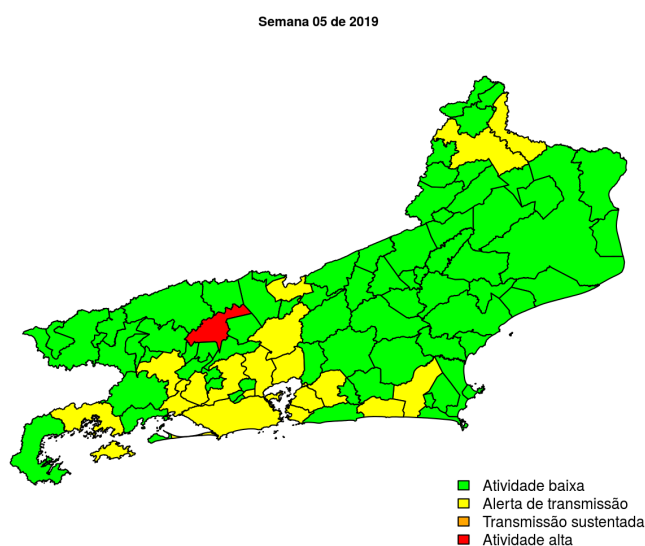 Semana 05 de 2019
Atividade baixa
Alerta de transmissão
Transmissão sustentada
Atividade alta